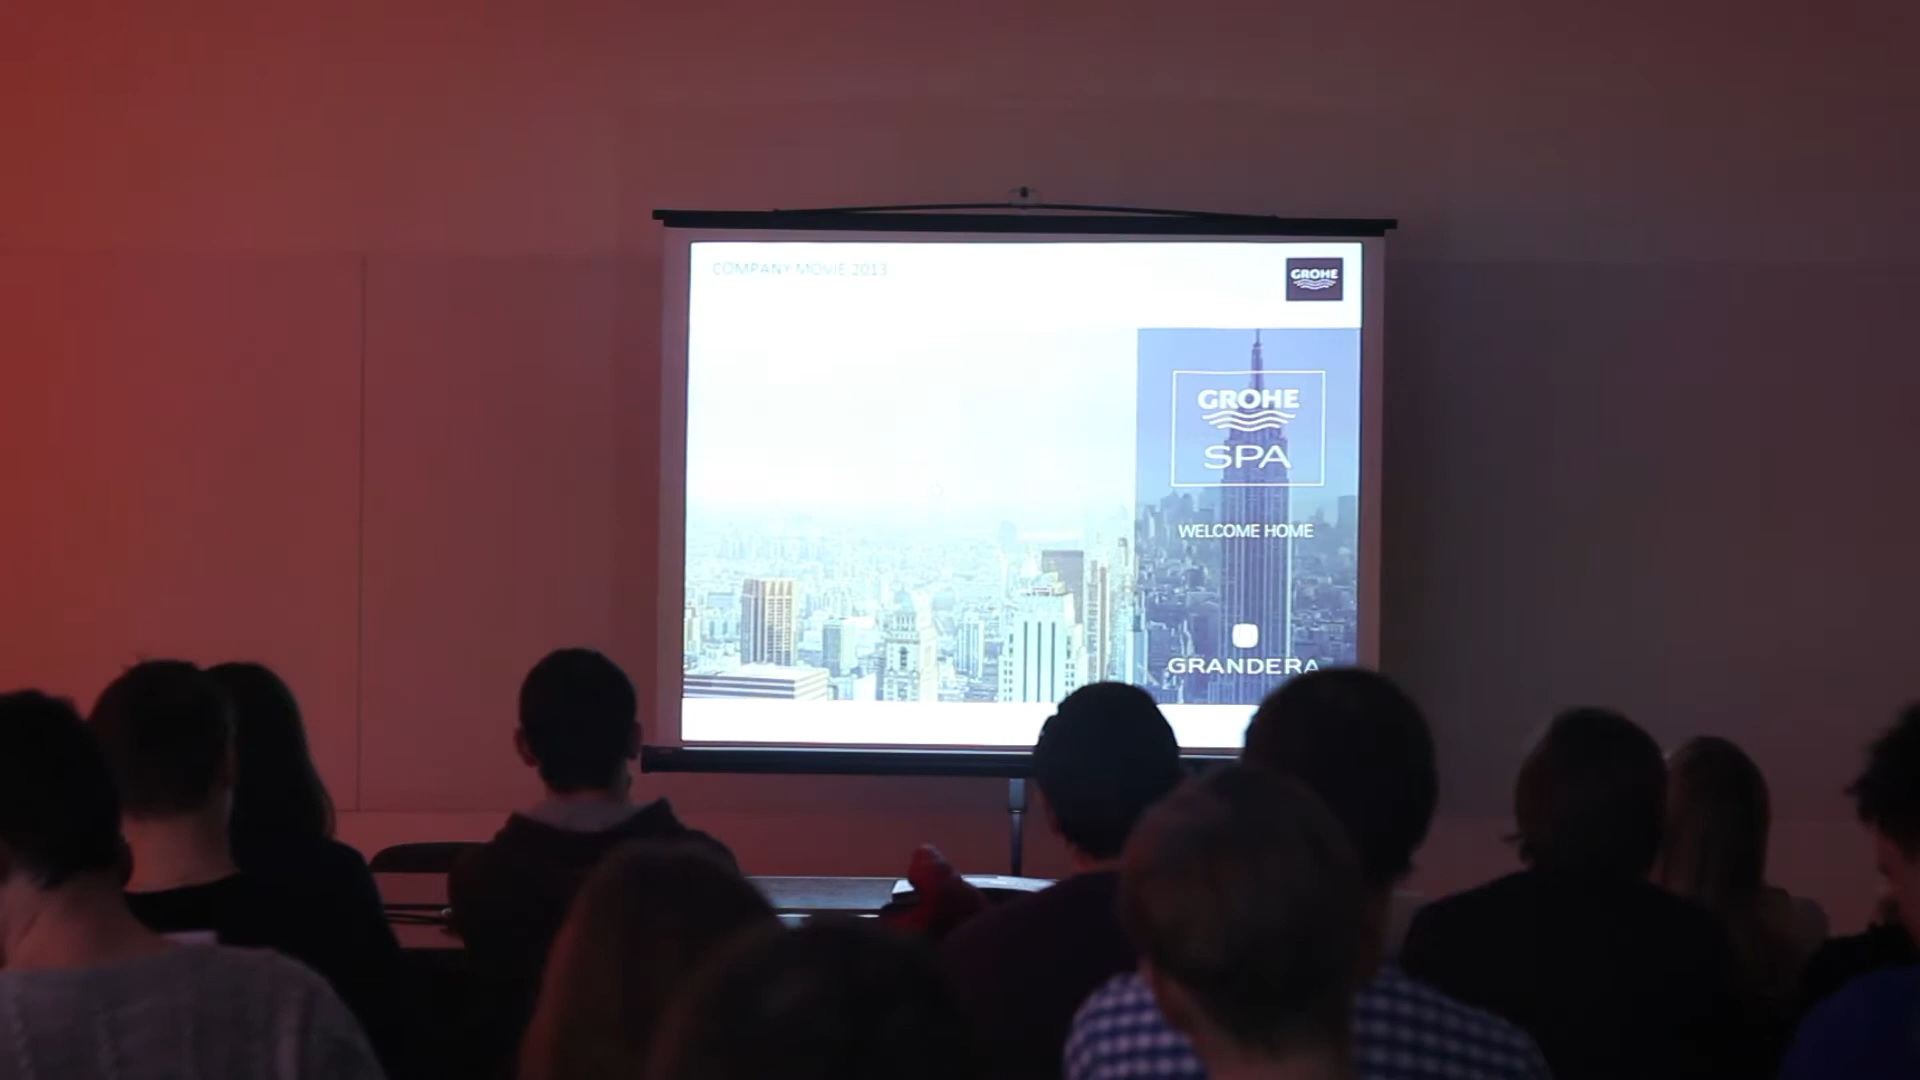 COMPANY MOVIE 2013
GROHE
GROHE
SPA
WELCOME HOME
GRANDERA